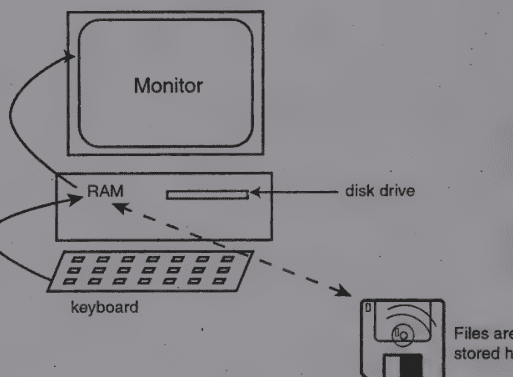 Monitor
RAM
disk drive
keyboard
Files are
stored h